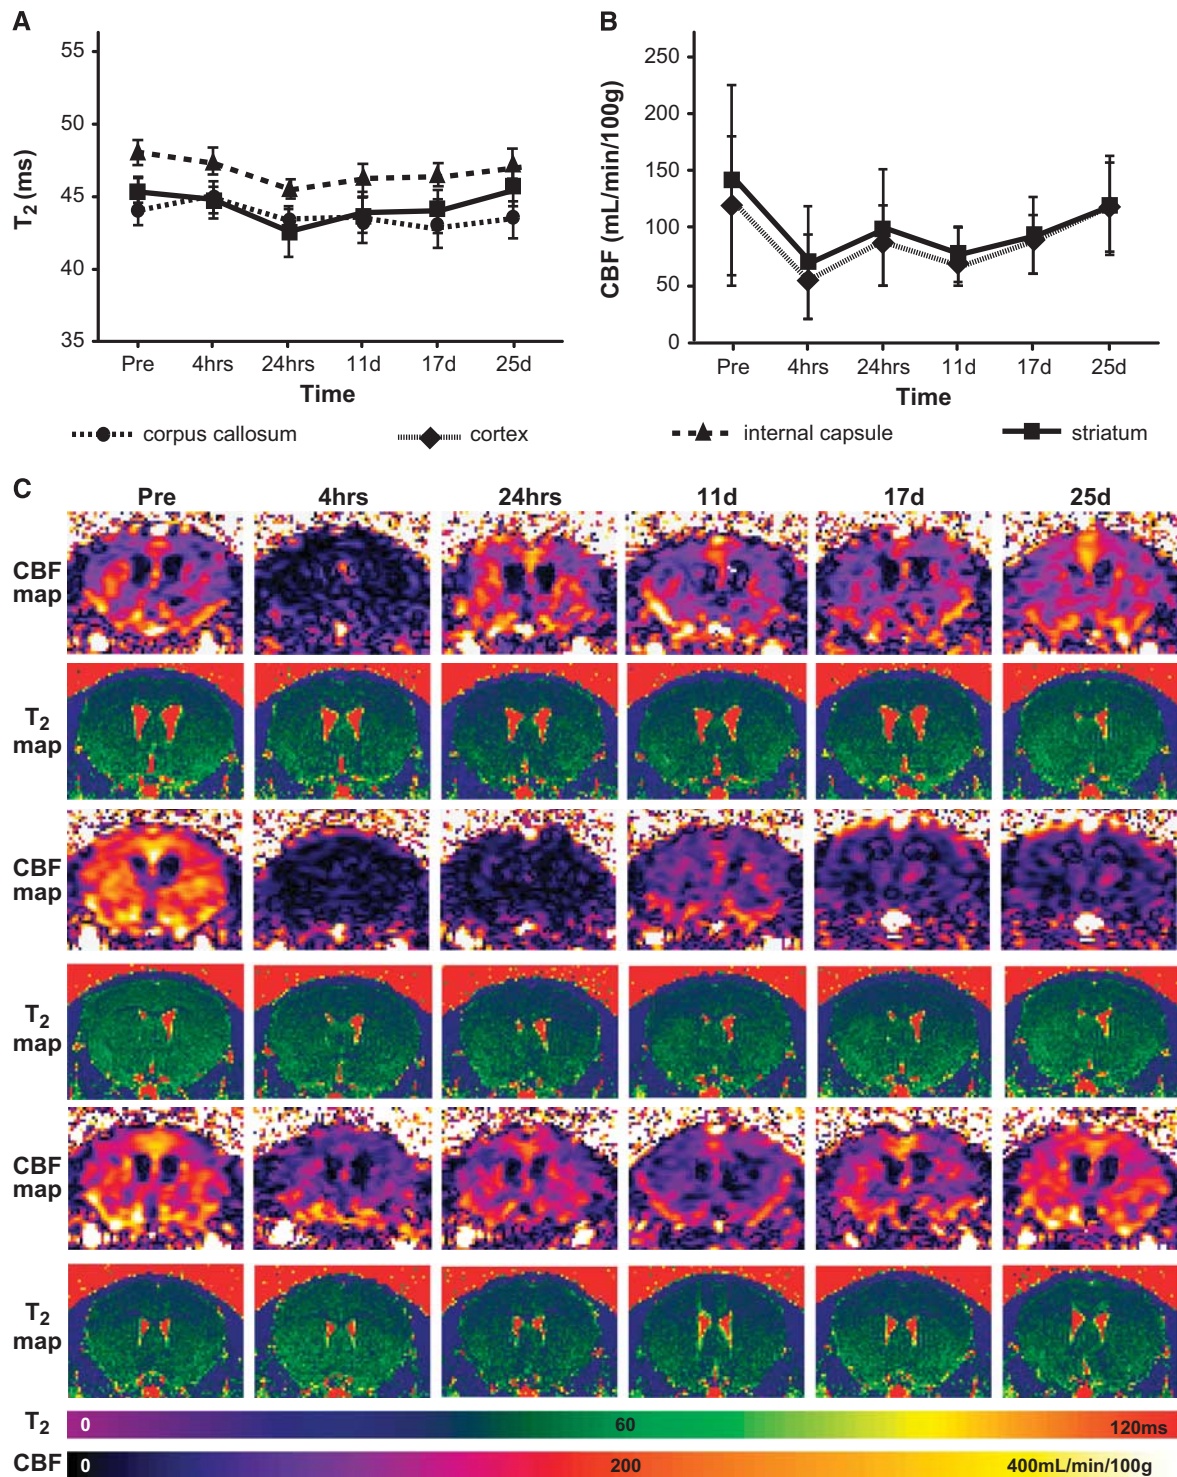 A
T2 (ms)
55
50
45
43
35
Pre 4hrs 24hrs 11d 17d 25d
Time
B
CBF (mL/min/100g)
250
200
150
100
50
0
Pre 4hrs 24hrs 11d 17d 25d
Time
corpus callosum cortex internal capsule striatum
C
Pre 4hrs 24hrs 11d 17d 25d
CBF
map
T2
map
CBF
map
T2
map
CBF
map
T2
map
T2 0 60 120ms
CBF 0 200 400mL/min/100g